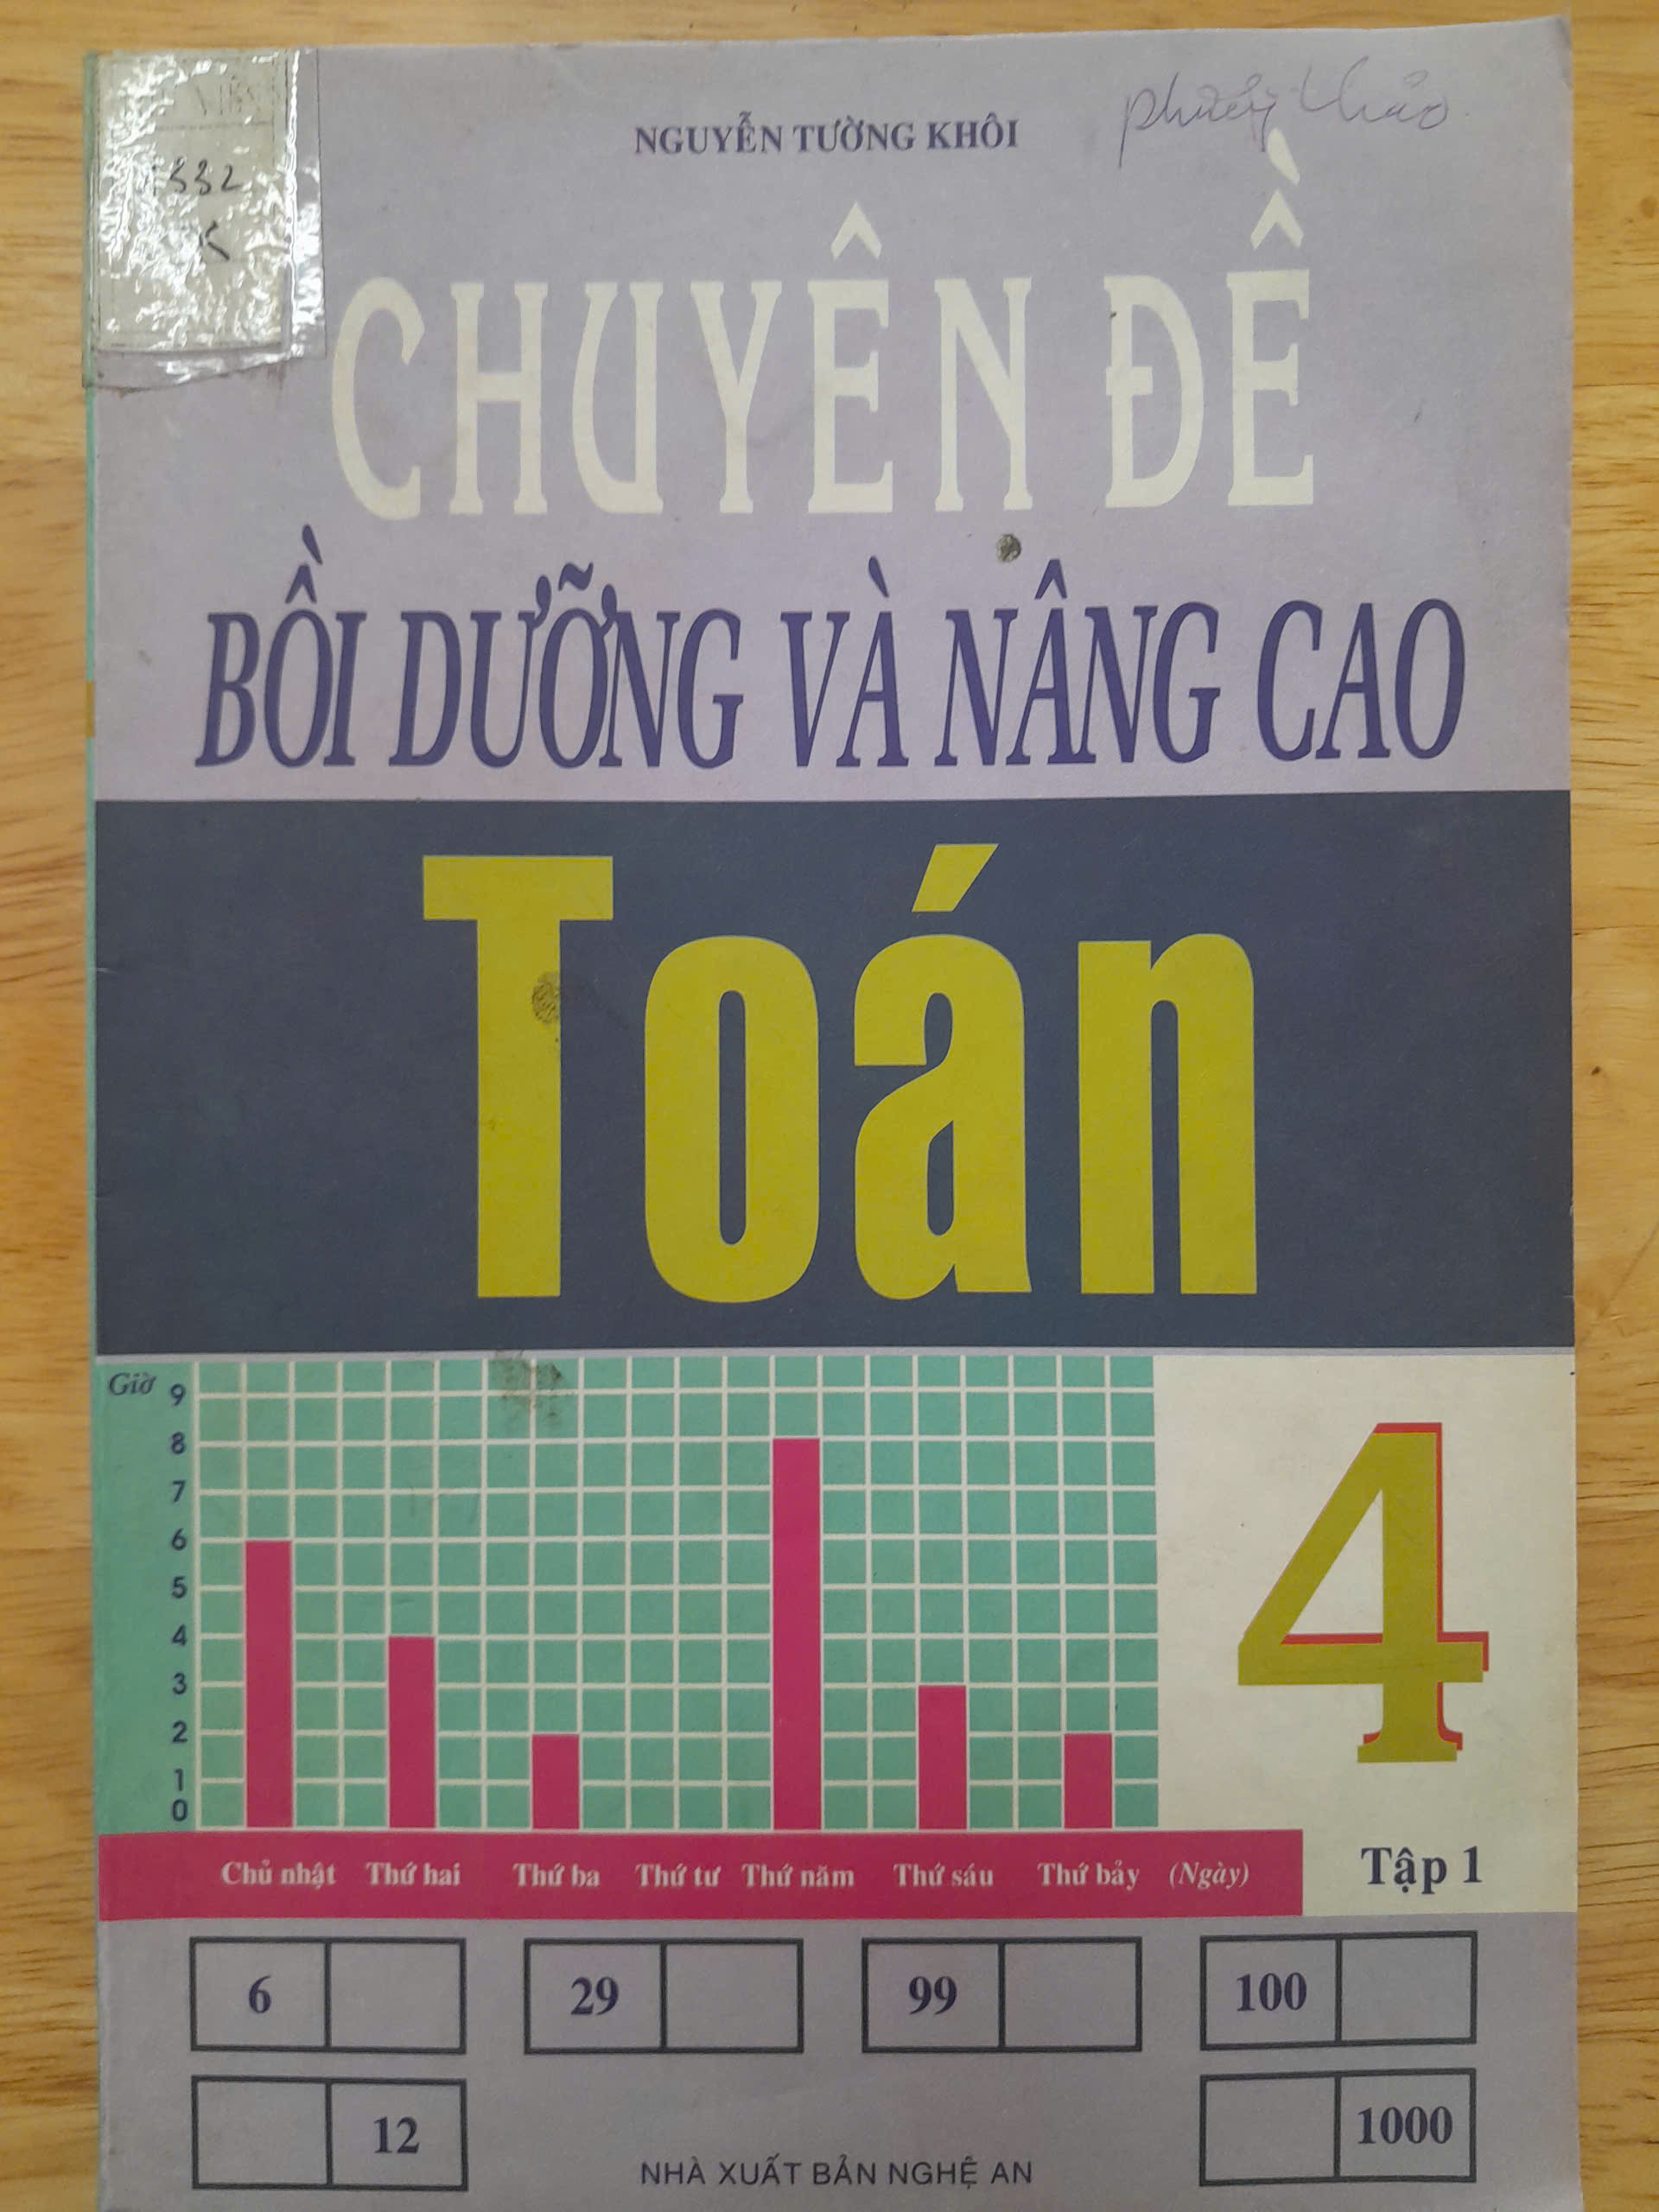 NGUYỄN TƯỜNG KHÔI
332
K
CHUYÊN ĐỀ
BỒI DƯỠNG VÀ NÂNG CAO
Toán
Giờ
9
8
7
6
5
4
3
2
1
0
4
Tập 1
Chủ nhật Thứ hai Thứ ba Thứ tư Thứ năm Thứ sáu Thứ bảy (Ngày)
6 29 99 100
12 1000
NHÀ XUẤT BẢN NGHỆ AN